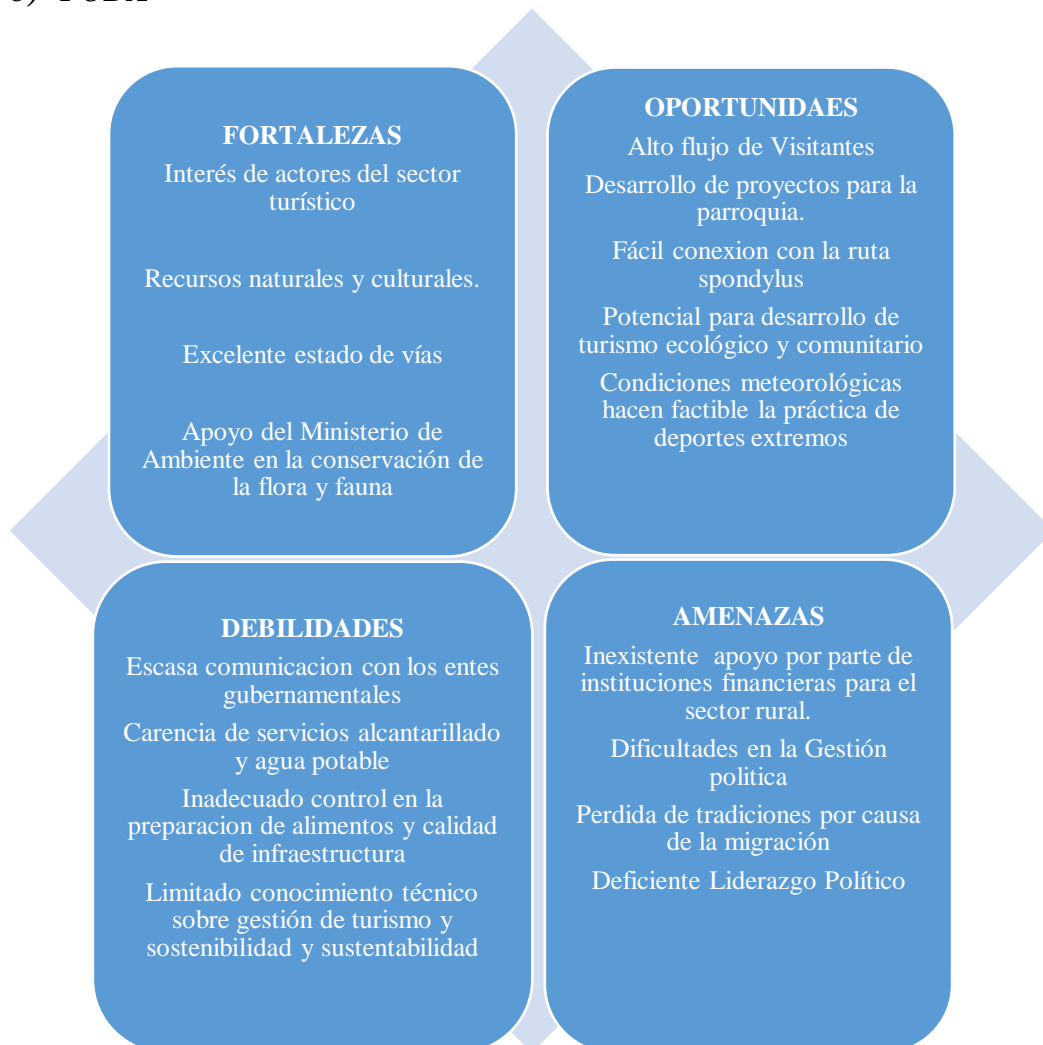 FORTALEZAS
Interés de actores del sector
turístico
Recursos naturales y culturales.
Excelente estado de vías
Apoyo del Ministerio de
Ambiente en la conservación de
la flora y fauna
OPORTUNIDAES
Alto flujo de Visitantes
Desarrollo de proyectos para la
parroquia.
Fácil conexion con la ruta
spondylus
Potencial para desarrollo de
turismo ecológico y comunitario
Condiciones meteorológicas
hacen factible la práctica de
deportes extremos
DEBILIDADES
Escasa comunicacion con los entes
gubernamentales
Carencia de servicios alcantarillado
y agua potable
Inadecuado control en la
preparacion de alimentos y calidad
de infraestructura
Limitado conocimiento técnico
sobre gestión de turismo y
sostenibilidad y sustentabilidad
AMENAZAS
Inexistente apoyo por parte de
instituciones financieras para el
sector rural.
Dificultades en la Gestión
politica
Perdida de tradiciones por causa
de la migración
Deficiente Liderazgo Político